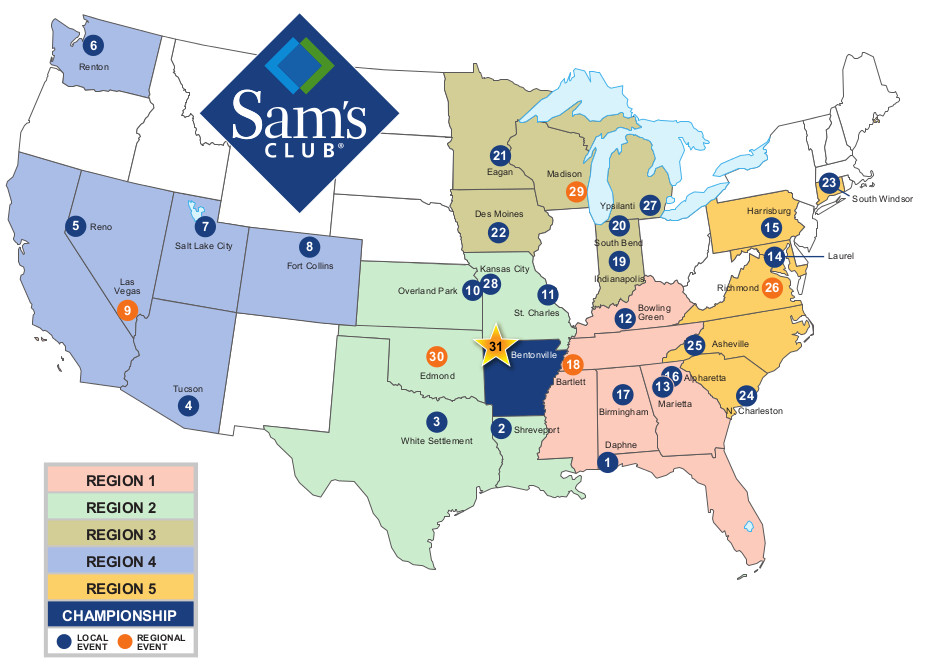 Sam's
CLUB®
6
Renton
5
Reno
7
Salt Lake City
8
Fort Collins
Las
Vegas
9
Tucson
4
21
Eagan
Madison
29
Des Moines
22
Ypsilanti
27
20
South Bend
19
Indianapolis
Kansas City
Overland Park
10
28
11
St. Charles
12
Bowling
Green
31
Bentonville
30
Edmond
18
Bartlett
3
White Settlement
2
Shreveport
17
Birmingham
16
Alpharetta
13
Marietta
Daphne
1
23
South Windsor
Harrisburg
15
14
Laurel
Richmond
26
25
Asheville
24
N. Charleston
REGION 1
REGION 2
REGION 3
REGION 4
REGION 5
CHAMPIONSHIP
LOCAL
EVENT
REGIONAL
EVENT